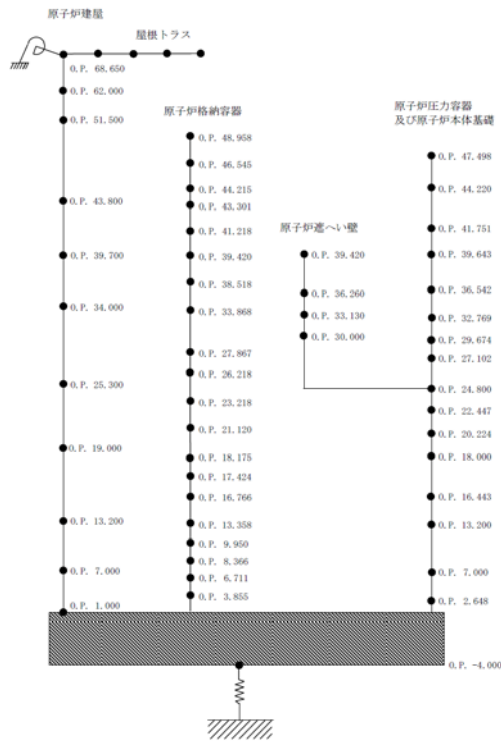 原子炉建屋
屋根トラス
O.P. 68.650
O.P. 62.000
O.P. 51.500
O.P. 43.800
O.P. 39.700
O.P. 34.000
O.P. 25.300
O.P. 19.000
O.P. 13.200
O.P. 7.000
O.P. 1.000
原子炉格納容器
O.P. 48.958
O.P. 46.545
O.P. 44.215
O.P. 43.301
O.P. 41.218
O.P. 39.420
O.P. 38.518
O.P. 33.868
O.P. 27.867
O.P. 26.218
O.P. 23.218
O.P. 21.120
O.P. 18.175
O.P. 17.424
O.P. 16.766
O.P. 13.358
O.P. 9.950
O.P. 8.366
O.P. 6.711
O.P. 3.855
原子炉遮へい壁
O.P. 39.420
O.P. 36.260
O.P. 33.130
O.P. 30.000
原子炉圧力容器
及び原子炉本体基礎
O.P. 47.498
O.P. 44.220
O.P. 41.751
O.P. 39.643
O.P. 36.542
O.P. 32.769
O.P. 29.674
O.P. 27.102
O.P. 24.800
O.P. 22.447
O.P. 20.224
O.P. 18.000
O.P. 16.443
O.P. 13.200
O.P. 7.000
O.P. 2.648
O.P. -4.000